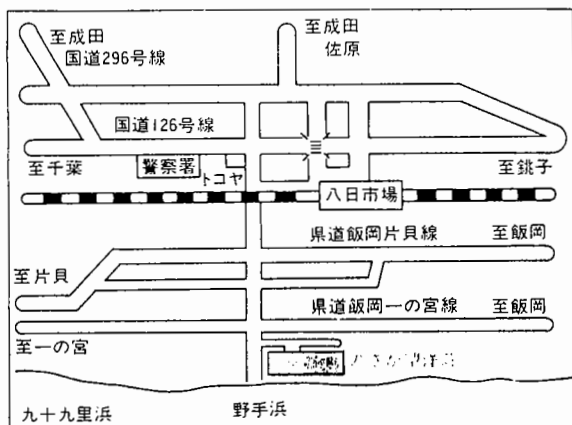 至成田
国道296号線
至成田
佐原
国道126号線
至千葉
警察署
トコヤ
至銚子
八日市場
県道飯岡片貝線
至飯岡
至片貝
県道飯岡一の宮線
至飯岡
至一の宮
九十九里浜
野手浜